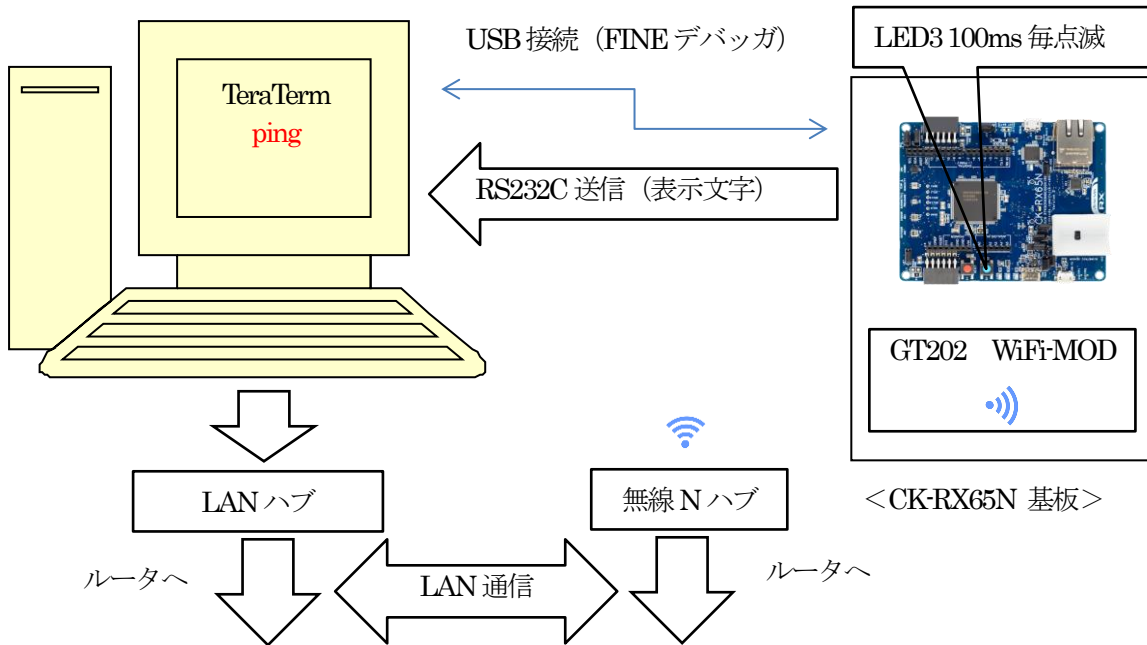 USB 接続（FINE デバッガ）
LED3 100ms 毎点滅
TeraTerm
ping
RS232C 送信（表示文字）
CK-RX65N
GT202 WiFi-MOD
LAN ハブ
無線 N ハブ
＜CK-RX65N 基板＞
ルータへ
LAN 通信
ルータへ